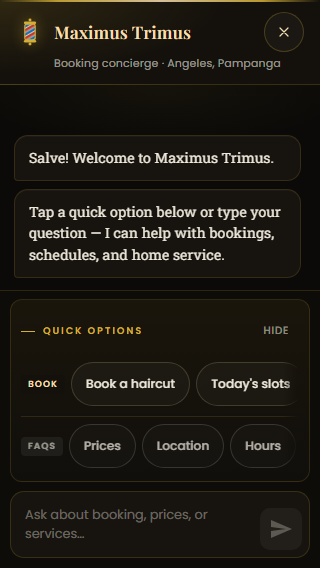 Maximus Trimus
Booking concierge · Angeles, Pampanga
Salve! Welcome to Maximus Trimus.
Tap a quick option below or type your
question — I can help with bookings,
schedules, and home service.
QUICK OPTIONS
HIDE
BOOK
Book a haircut
Today's slots
FAQS
Prices
Location
Hours
Ask about booking, prices, or
services...